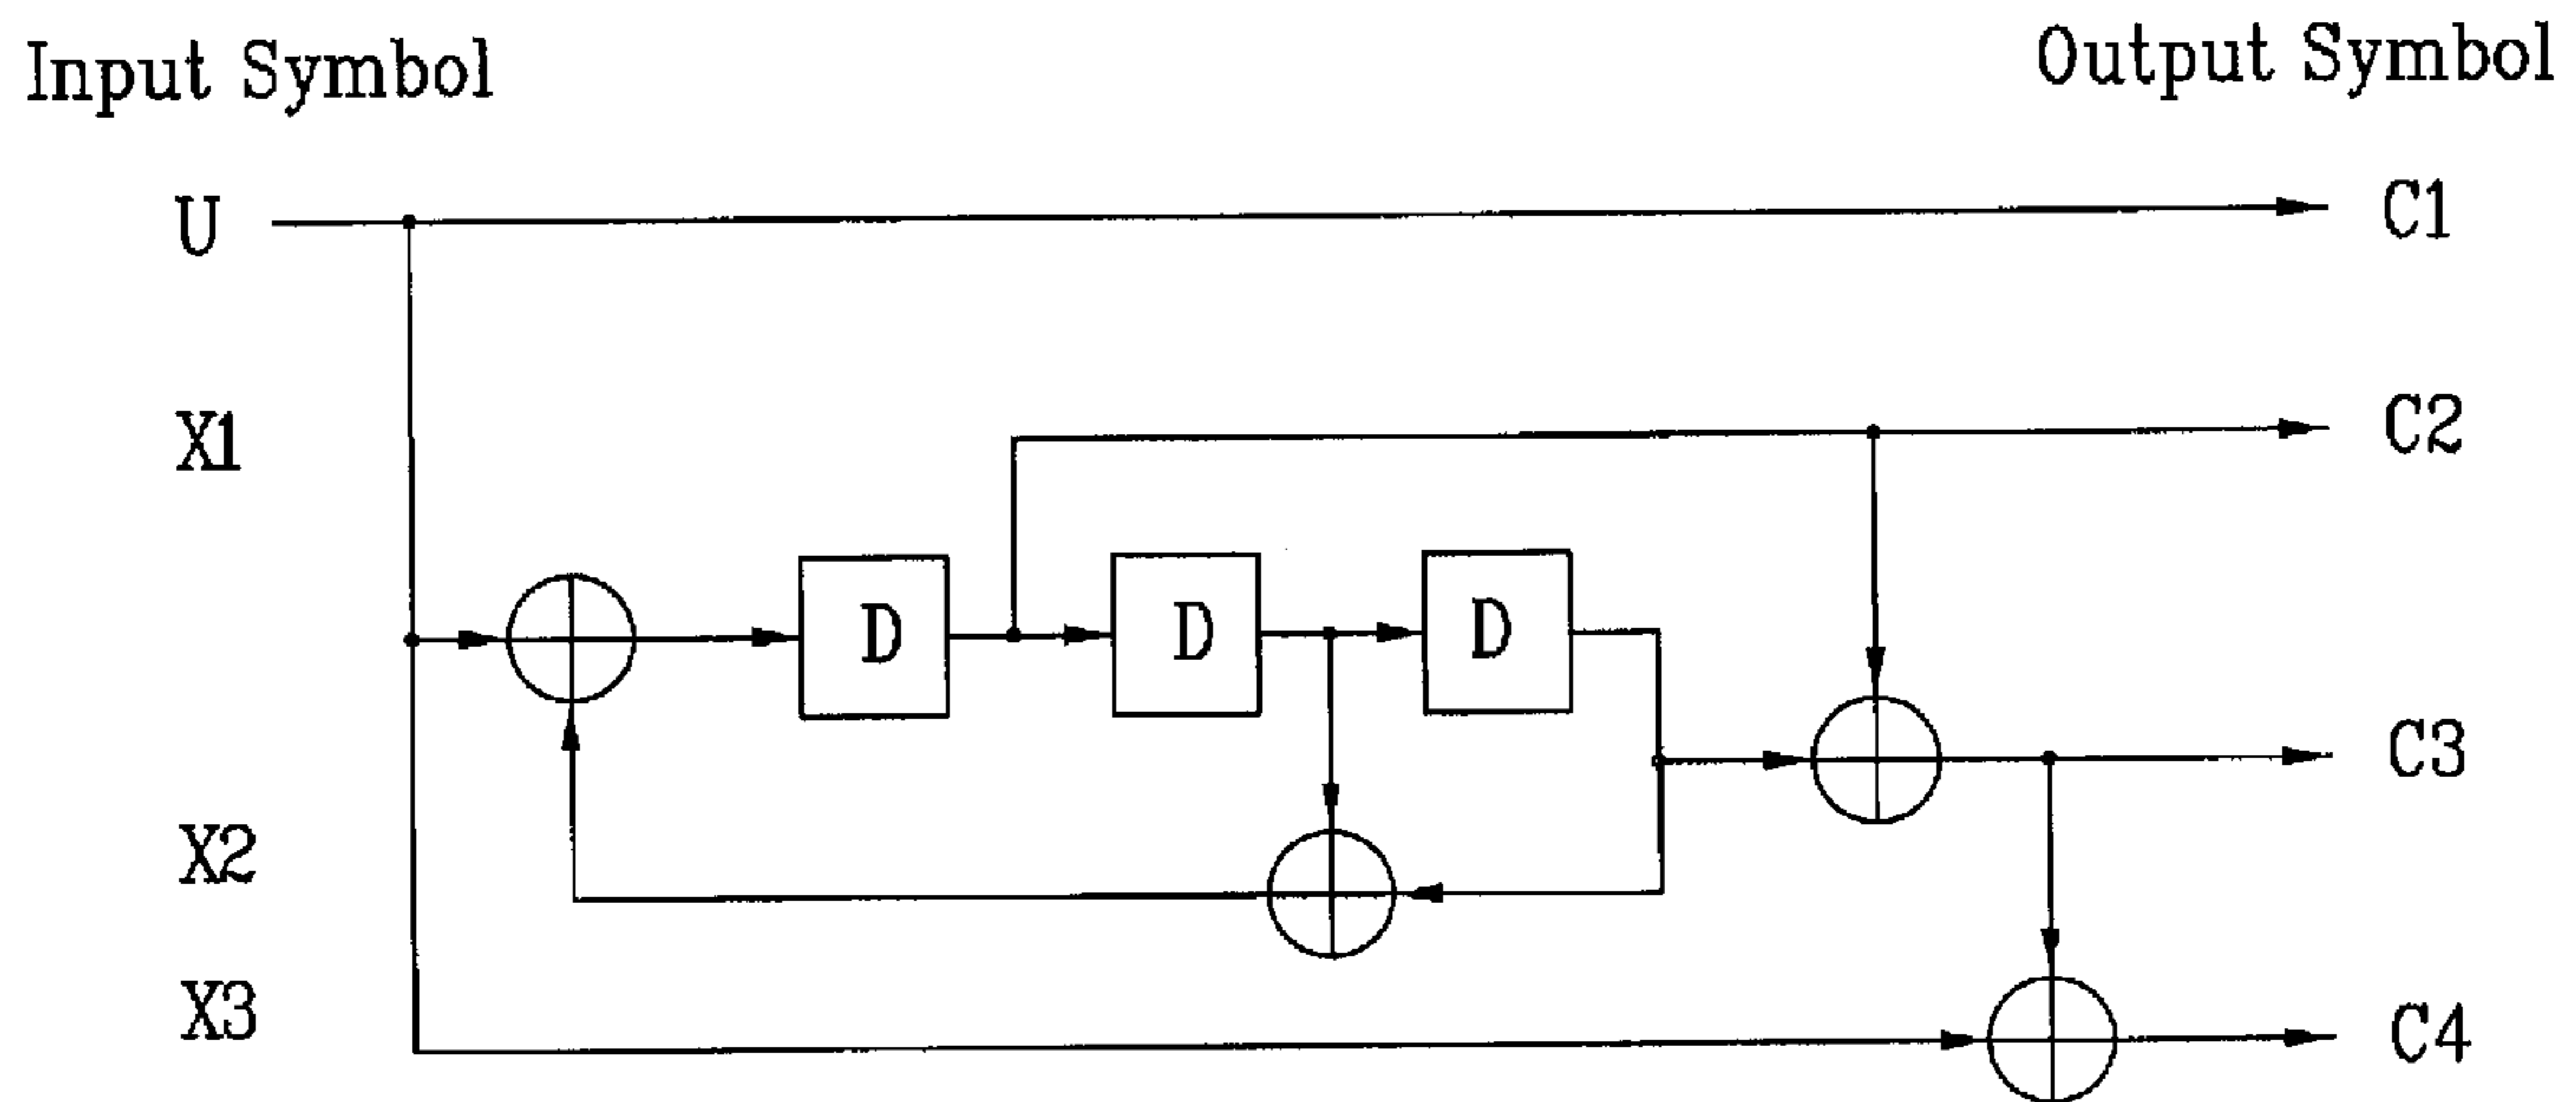 Input Symbol
Output Symbol
U
C1
X1
C2
D
D
D
C3
X2
X3
C4